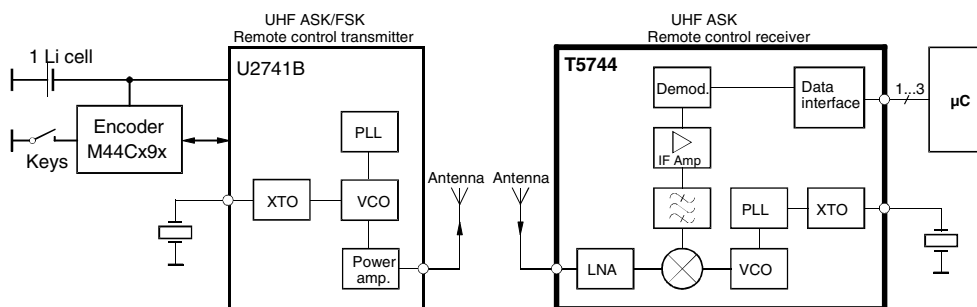 UHF ASK/FSK
Remote control transmitter
UHF ASK
Remote control receiver
1 Li cell
U2741B
T5744
Demod.
Data
interface
1...3
µC
Encoder
M44Cx9x
Keys
PLL
IF Amp
Antenna
Antenna
XTO
VCO
PLL
XTO
Power
amp.
LNA
VCO